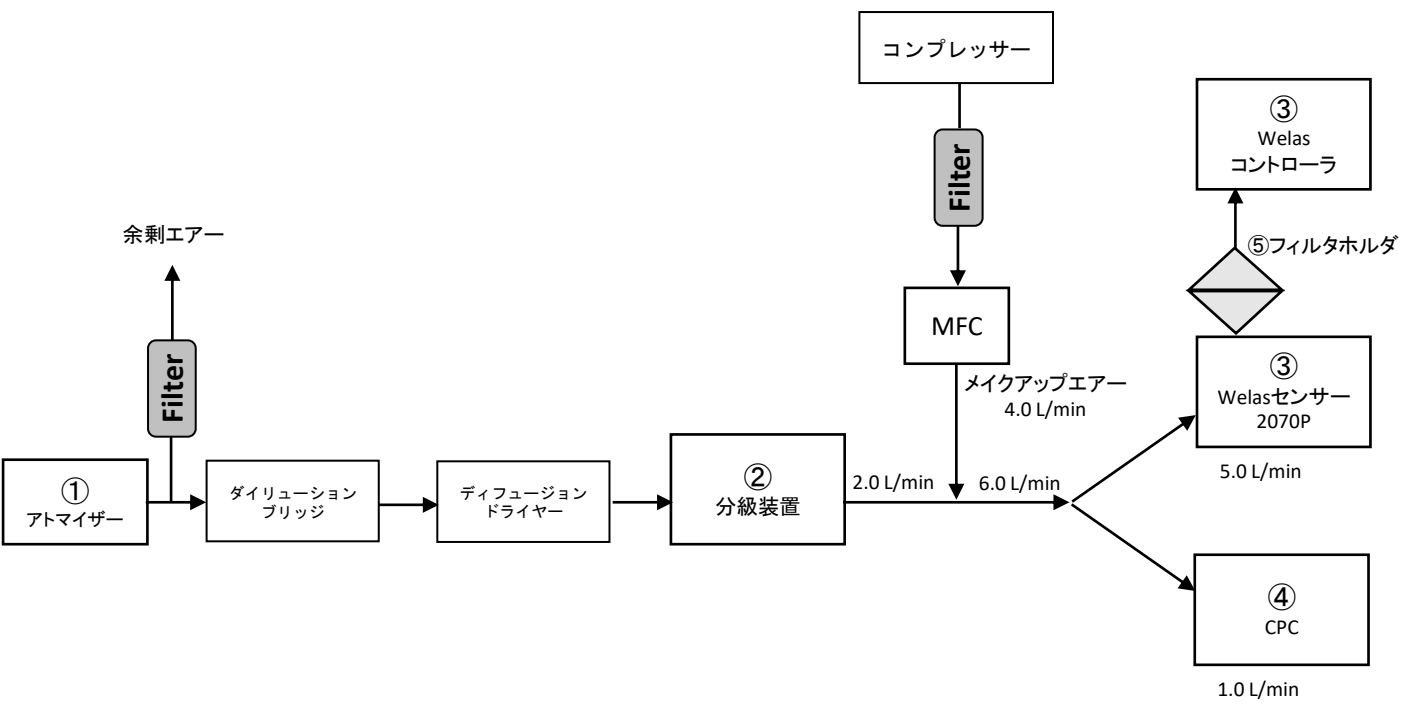 コンプレッサー
Filter
MFC
メイクアップエアー
4.0 L/min
余剰エアー
Filter
①
アトマイザー
ダイリューション
ブリッジ
ディフュージョン
ドライヤー
②
分級装置
2.0 L/min
6.0 L/min
③
Welas
コントローラ
⑤フィルタホルダ
③
Welasセンサー
2070P
5.0 L/min
④
CPC
1.0 L/min